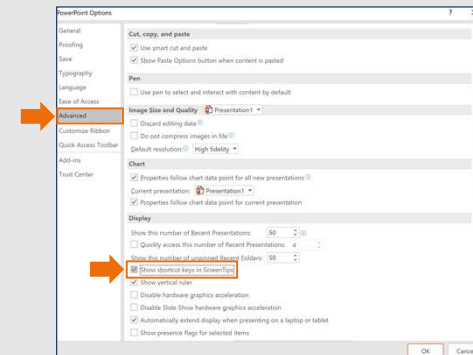 PowerPoint Options
?
General
Proofing
Save
Typography
Language
Ease of Access
Advanced
Customize Ribbon
Quick Access Toolbar
Add-ins
Trust Center
Cut, copy, and paste
Use smart cut and paste
Show Paste Options button when content is pasted
Pen
Use pen to select and interact with content by default
Image Size and Quality Presentation1
Discard editing data
Do not compress images in file
Default resolution: High fidelity
Chart
Properties follow chart data point for all new presentations
Current presentation: Presentation1
Properties follow chart data point for current presentation
Display
Show this number of Recent Presentations: 50
Quickly access this number of Recent Presentations: 4
Show this number of unpinned Recent Folders: 50
Show shortcut keys in ScreenTips
Show vertical ruler
Disable hardware graphics acceleration
Disable Slide Show hardware graphics acceleration
Automatically extend display when presenting on a laptop or tablet
Show presence flags for selected items
OK Cance